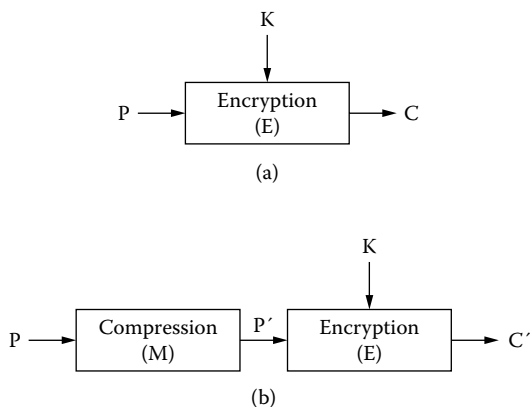 K
P
Encryption
(E)
C
(a)
K
P
Compression
(M)
P´
Encryption
(E)
C´
(b)